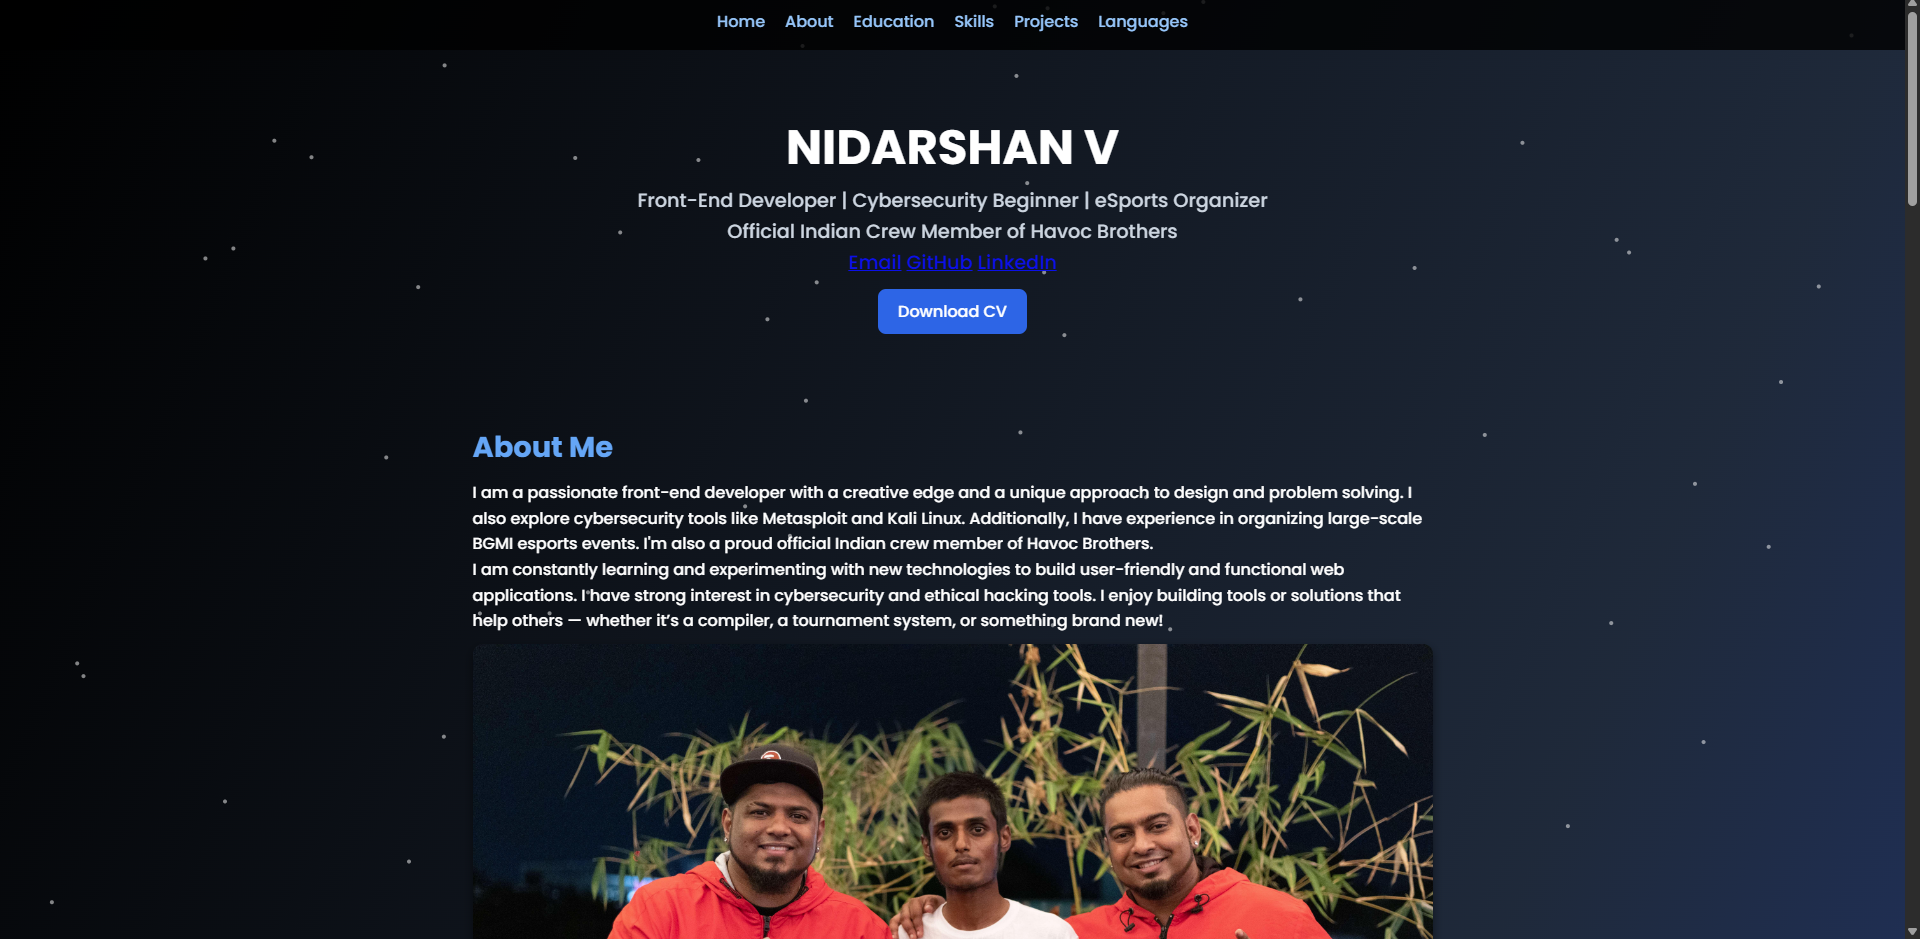 Home About Education Skills Projects Languages
NIDARSHAN V
Front-End Developer | Cybersecurity Beginner | eSports Organizer
Official Indian Crew Member of Havoc Brothers
Email GitHub LinkedIn
Download CV
About Me
I am a passionate front-end developer with a creative edge and a unique approach to design and problem solving. I
also explore cybersecurity tools like Metasploit and Kali Linux. Additionally, I have experience in organizing large-scale
BGMI esports events. I'm also a proud official Indian crew member of Havoc Brothers.
I am constantly learning and experimenting with new technologies to build user-friendly and functional web
applications. I have strong interest in cybersecurity and ethical hacking tools. I enjoy building tools or solutions that
help others — whether it’s a compiler, a tournament system, or something brand new!